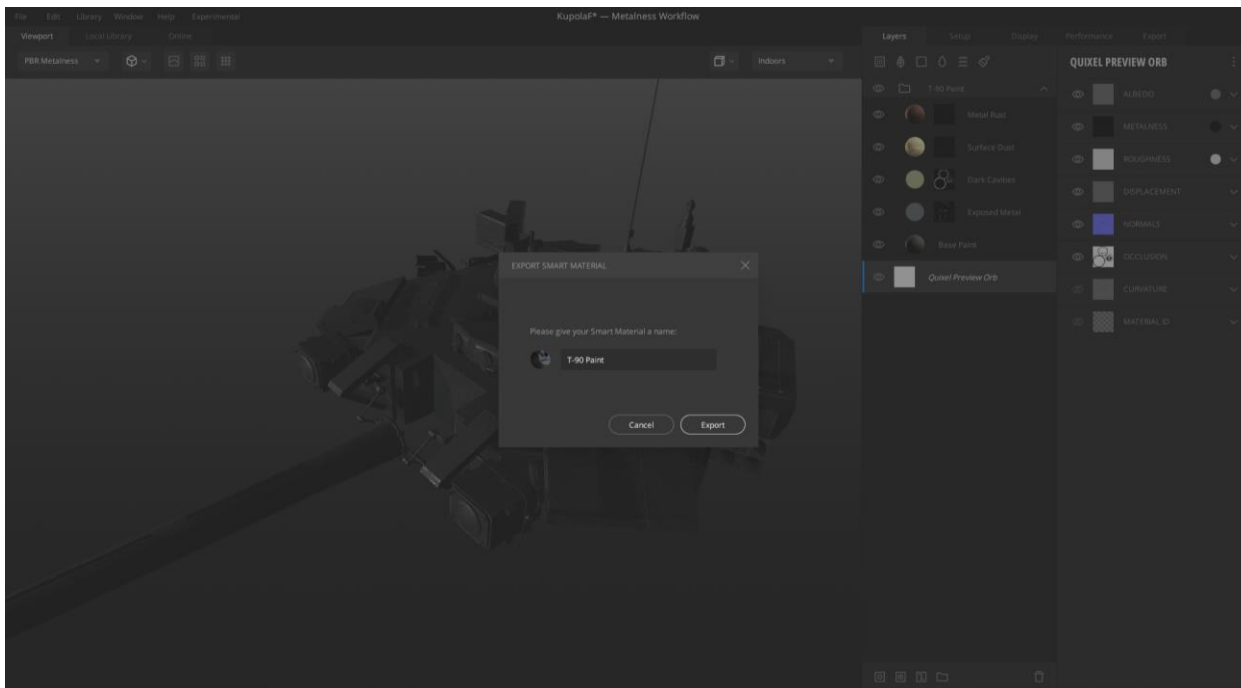 File Edit Library Window Help Experimental
KupolaF* — Metalness Workflow
Viewport Local Library Online
Layers Setup Display Performance Export
PBR Metalness
Indoors
QUIXEL PREVIEW ORB
T-90 Paint
Metal Rust
Surface Dust
Dark Cavities
Exposed Metal
Base Paint
Quixel Preview Orb
ALBEDO
METALNESS
ROUGHNESS
DISPLACEMENT
NORMALS
OCCLUSION
CURVATURE
MATERIAL ID
EXPORT SMART MATERIAL
Please give your Smart Material a name:
T-90 Paint
Cancel Export